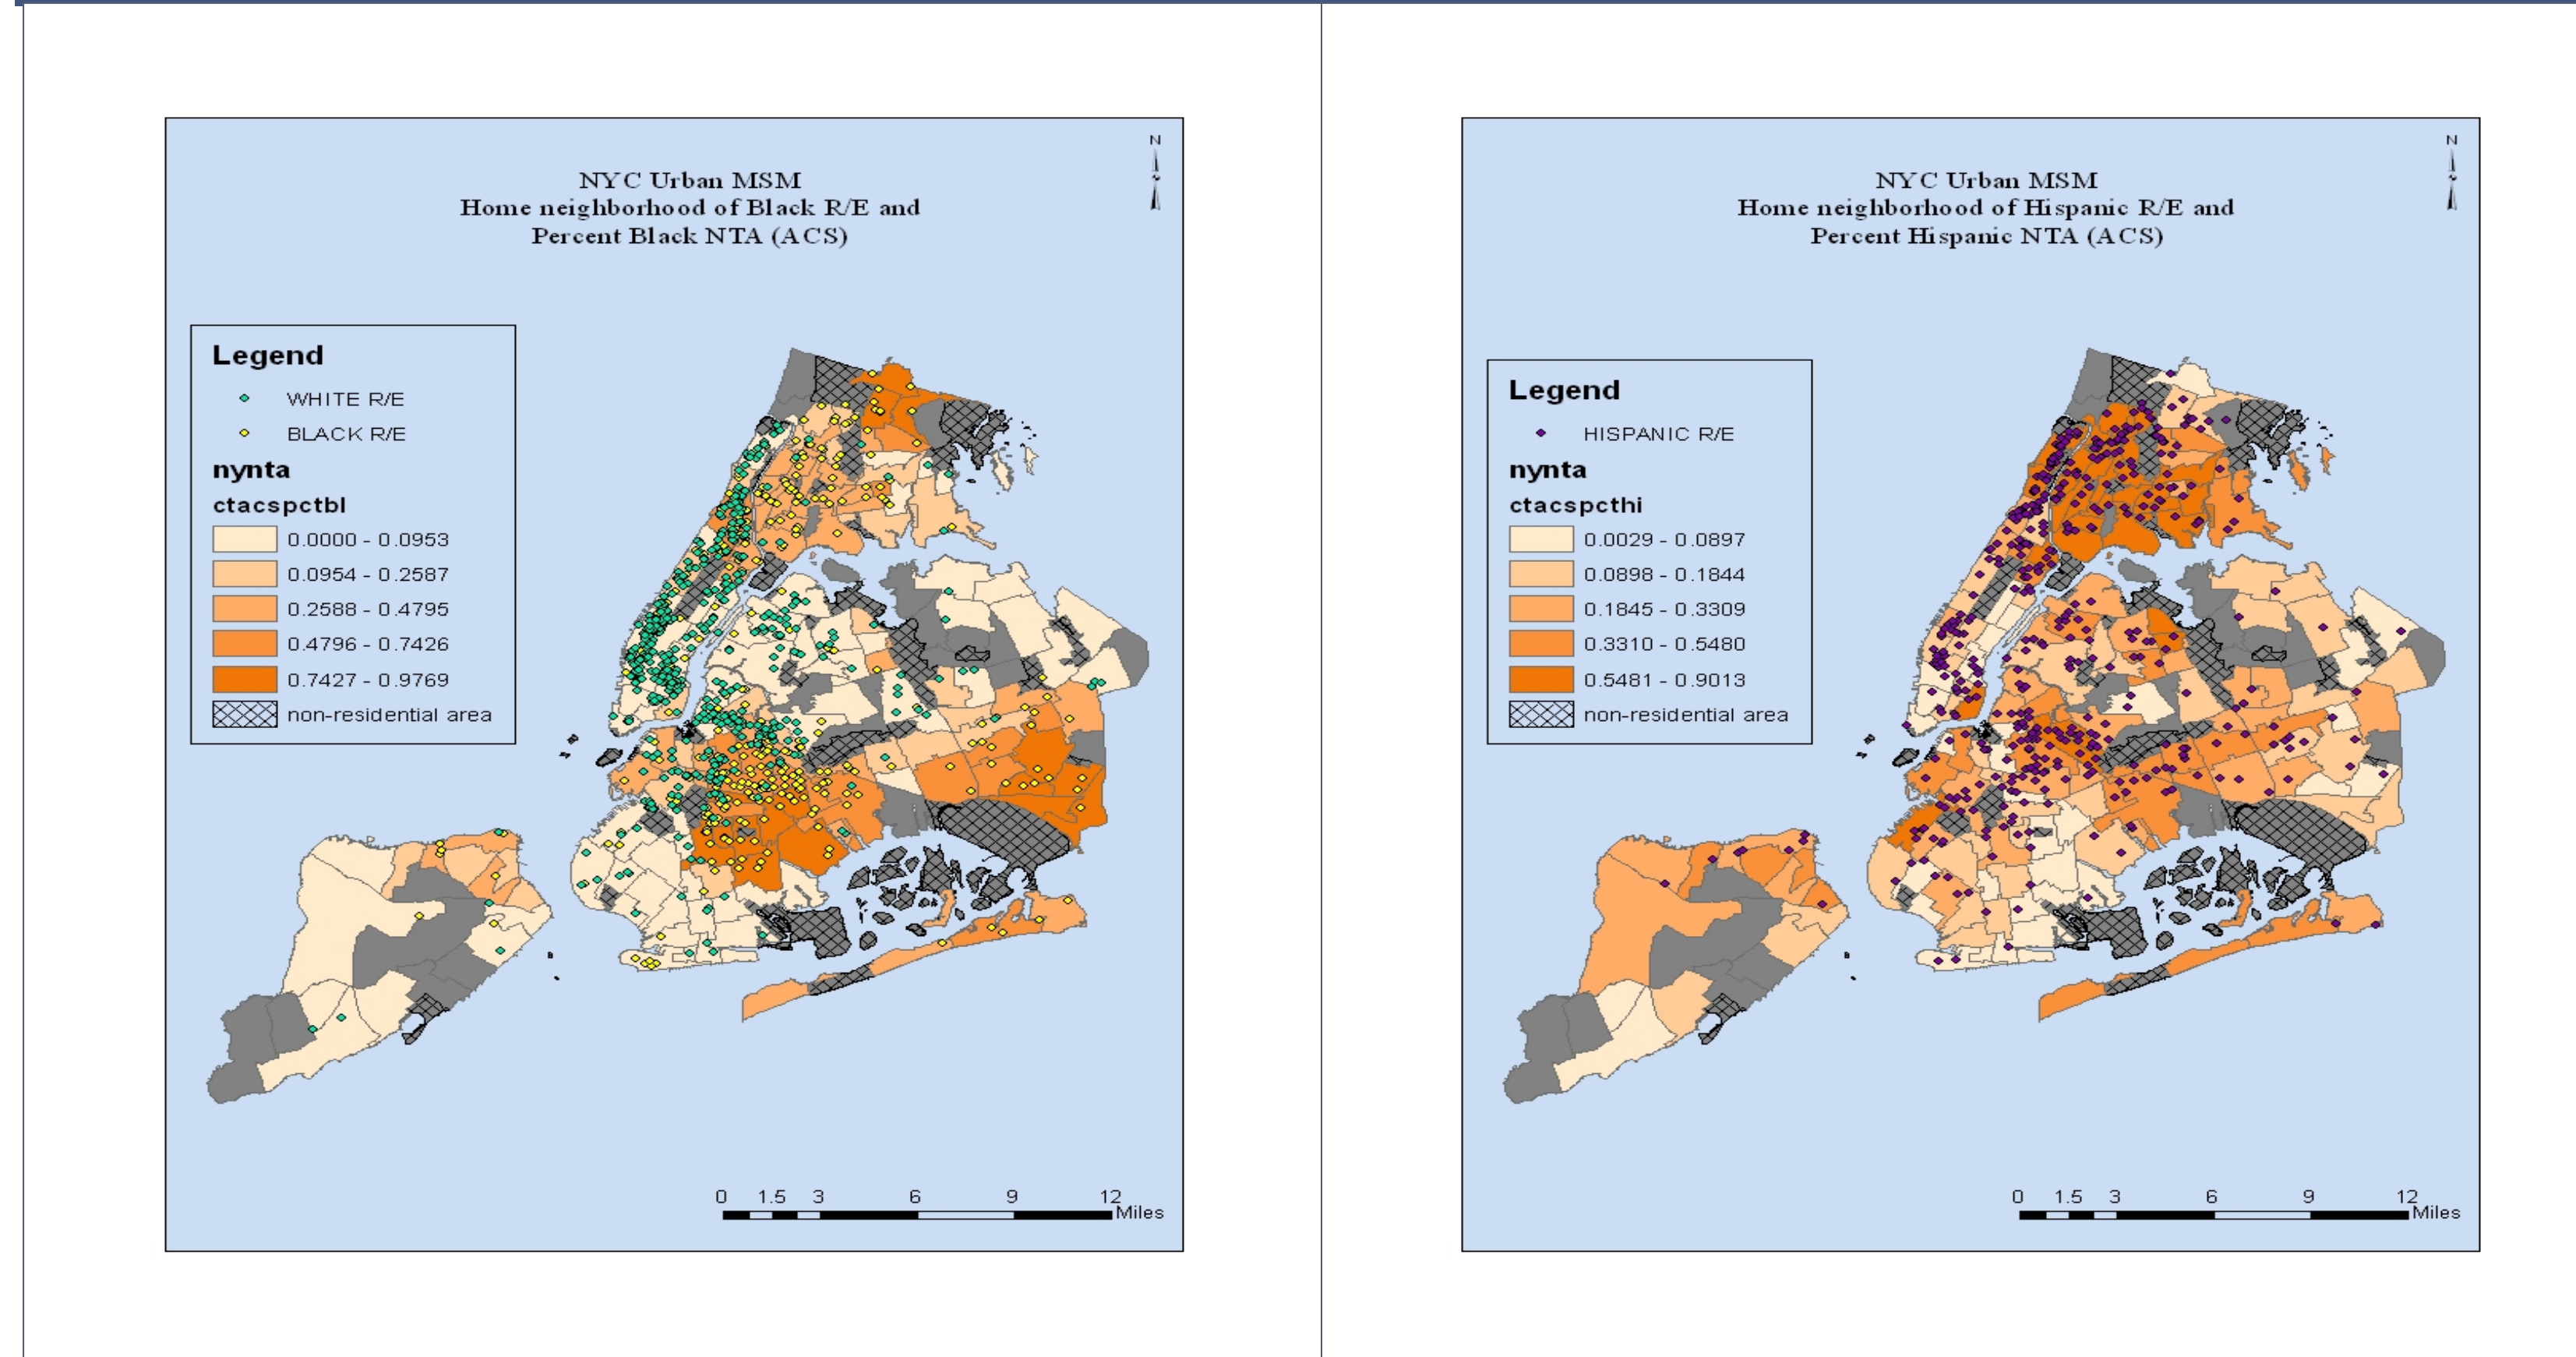 N
NYC Urban MSM
Home neighborhood of Black R/E and
Percent Black NTA (ACS)
Legend
WHITE R/E
BLACK R/E
nynta
ctacspctbl
0.0000 - 0.0953
0.0954 - 0.2587
0.2588 - 0.4795
0.4796 - 0.7426
0.7427 - 0.9769
non-residential area
0 1.5 3 6 9 12
Miles
N
NYC Urban MSM
Home neighborhood of Hispanic R/E and
Percent Hispanic NTA (ACS)
Legend
HISPANIC R/E
nynta
ctacspcthi
0.0029 - 0.0897
0.0898 - 0.1844
0.1845 - 0.3309
0.3310 - 0.5480
0.5481 - 0.9013
non-residential area
0 1.5 3 6 9 12
Miles